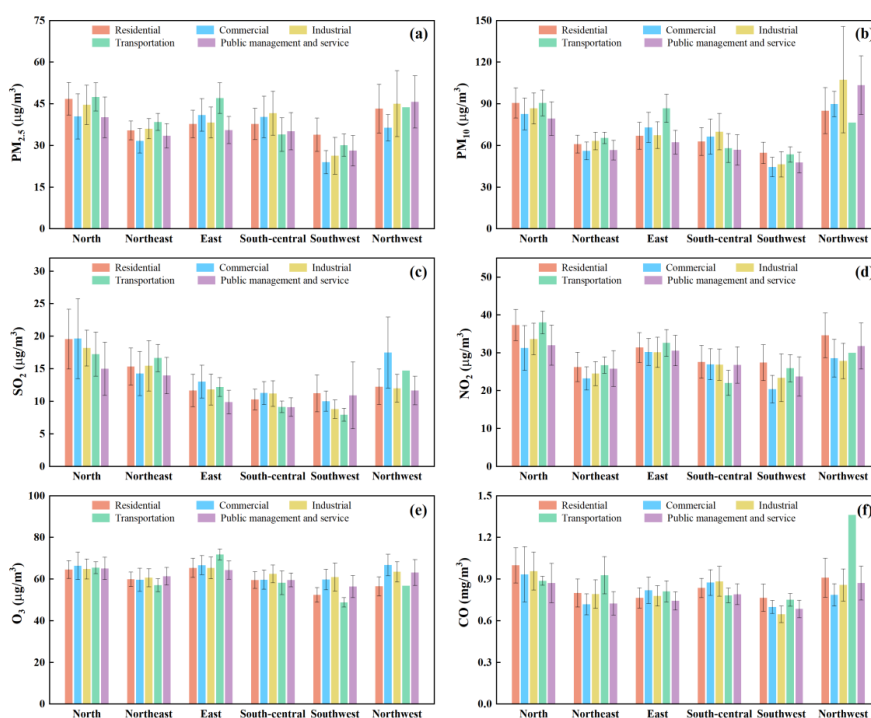 75
60
45
30
15
0
PM2.5 (μg/m³)
Residential
Commercial
Industrial
Transportation
Public management and service
(a)
North Northeast East South-central Southwest Northwest
150
120
90
60
30
0
PM10 (μg/m³)
Residential
Commercial
Industrial
Transportation
Public management and service
(b)
North Northeast East South-central Southwest Northwest
30
25
20
15
10
5
0
SO2 (μg/m³)
Residential
Commercial
Industrial
Transportation
Public management and service
(c)
North Northeast East South-central Southwest Northwest
50
40
30
20
10
0
NO2 (μg/m³)
Residential
Commercial
Industrial
Transportation
Public management and service
(d)
North Northeast East South-central Southwest Northwest
100
80
60
40
20
0
O3 (μg/m³)
Residential
Commercial
Industrial
Transportation
Public management and service
(e)
North Northeast East South-central Southwest Northwest
1.5
1.2
0.9
0.6
0.3
0.0
CO (mg/m³)
Residential
Commercial
Industrial
Transportation
Public management and service
(f)
North Northeast East South-central Southwest Northwest